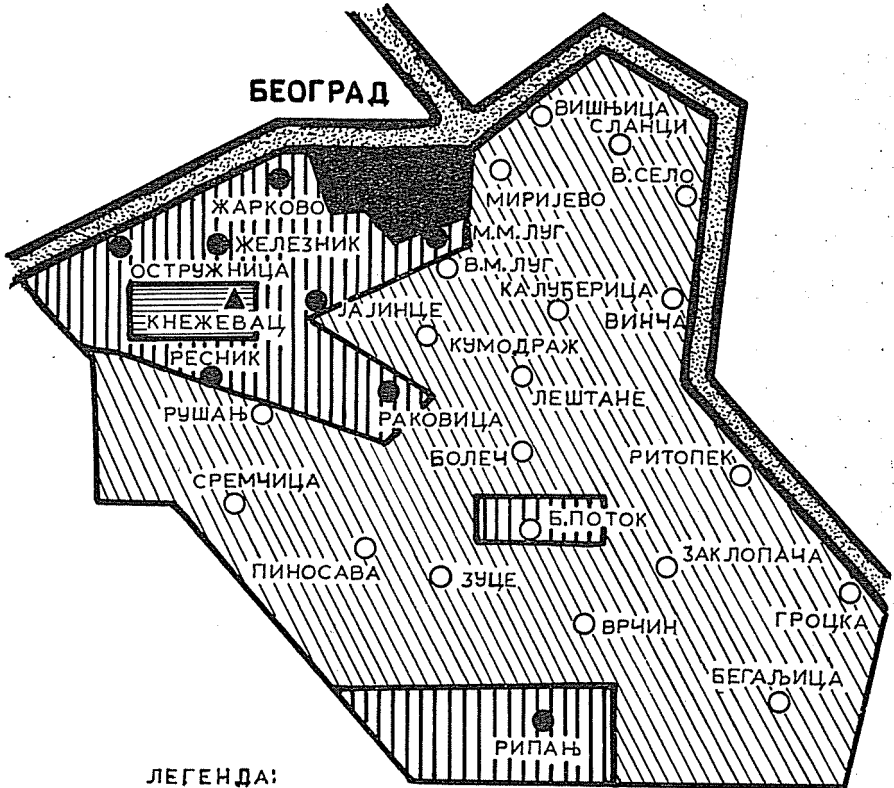 БЕОГРАД
ВИШЊИЦА
СЛАНЦИ
В.СЕЛО
МИРИЈЕВО
ЖАРКОВО
М.М.ЛУГ
ЖЕЛЕЗНИК
ОСТРУЖНИЦА
В.М.ЛУГ
КАЛУЂЕРИЦА
ВИНЧА
ЈАЈИНЦЕ
КНЕЖЕВАЦ
КУМОДРАЖ
РЕСНИК
ЛЕШТАНЕ
РУШАЊ
РАКОВИЦА
БОЛЕЧ
РИТОПЕК
СРЕМЧИЦА
Б.ПОТОК
ЗАКЛОПАЧА
ПИНОСАВА
ЗУЦЕ
ГРОЦКА
ВРЧИН
БЕГАЉИЦА
РИПАЊ
ЛЕГЕНДА: